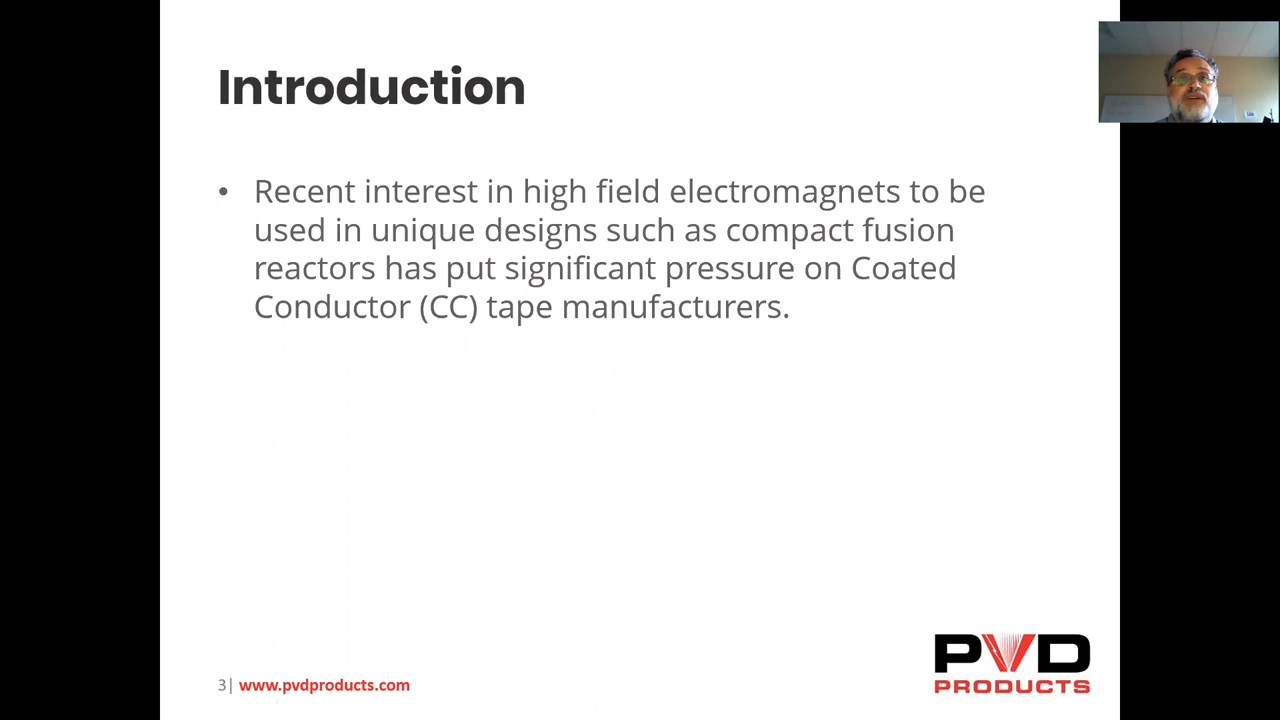 Introduction
• Recent interest in high field electromagnets to be
used in unique designs such as compact fusion
reactors has put significant pressure on Coated
Conductor (CC) tape manufacturers.
3| www.pvdproducts.com
PVD
PRODUCTS